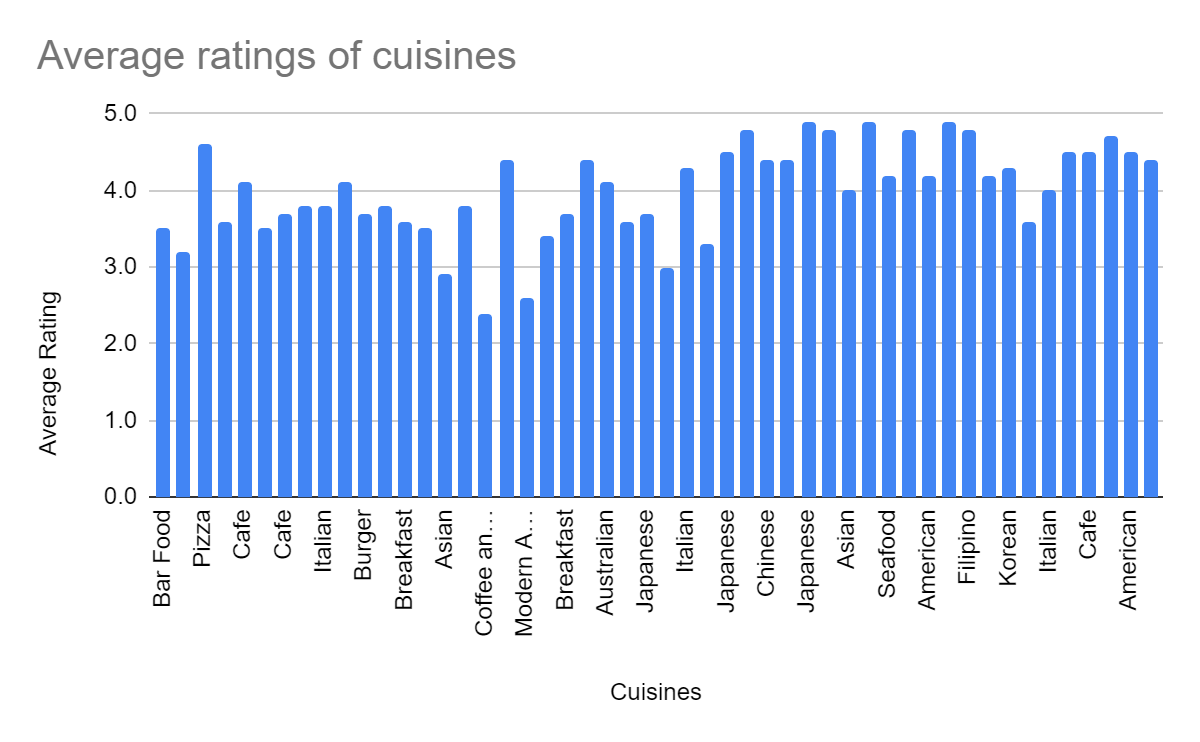 Average ratings of cuisines
5.0
4.0
3.0
2.0
1.0
0.0
Average Rating
Bar Food
Pizza
Cafe
Cafe
Italian
Burger
Breakfast
Asian
Coffee an…
Modern A…
Breakfast
Australian
Japanese
Italian
Japanese
Chinese
Japanese
Asian
Seafood
American
Filipino
Korean
Italian
Cafe
American
Cuisines